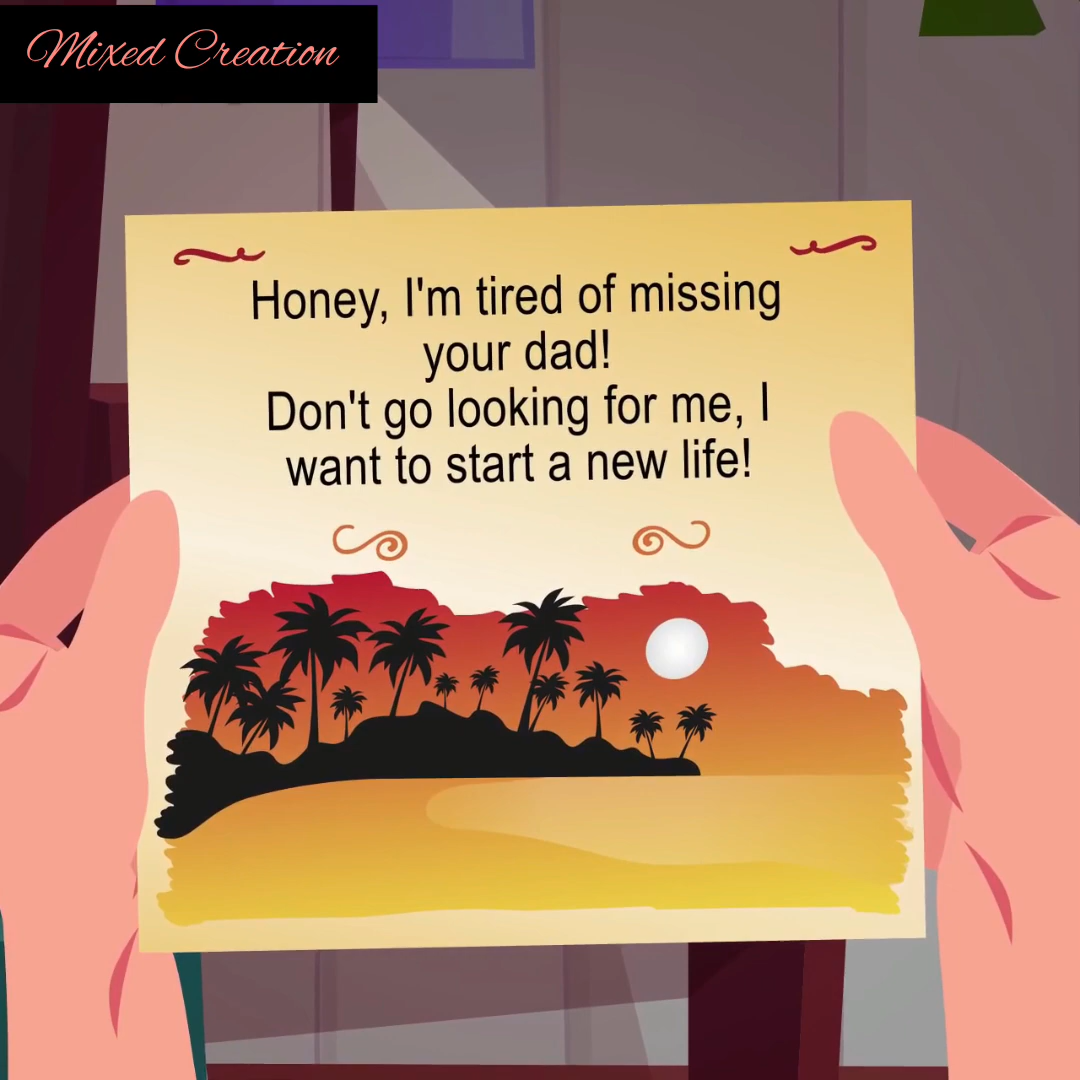 Mixed Creation
Honey, I'm tired of missing
your dad!
Don't go looking for me, I
want to start a new life!